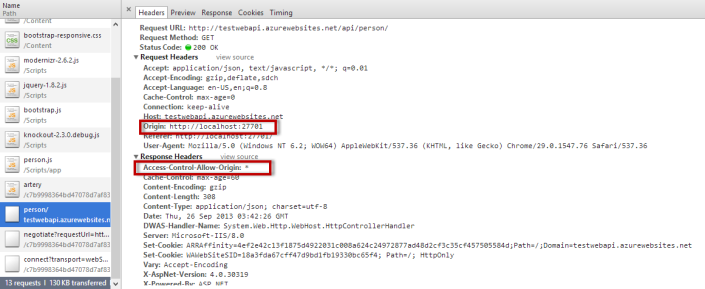 Name
Path
/Content
bootstrap-responsive.css
/Content
modernizr-2.6.2.js
/Scripts
jquery-1.8.2.js
/Scripts
bootstrap.js
/Scripts
knockout-2.3.0.debug.js
/Scripts
person.js
/Scripts/app
artery
/c7b9998364bd47078d7af83
person/
testwebapi.azurewebsites.n
negotiate?requestUrl=htt...
/c7b9998364bd47078d7af83
connect?transport=webS...
/c7b9998364bd47078d7af83
13 requests | 130 KB transferred
× Headers Preview Response Cookies Timing
Request URL: http://testwebapi.azurewebsites.net/api/person/
Request Method: GET
Status Code: 200 OK
▼ Request Headers view source
Accept: application/json, text/javascript, */*; q=0.01
Accept-Encoding: gzip,deflate,sdch
Accept-Language: en-US,en;q=0.8
Cache-Control: max-age=0
Connection: keep-alive
Host: testwebapi.azurewebsites.net
Origin: http://localhost:27701
Referer: http://localhost:27701/
User-Agent: Mozilla/5.0 (Windows NT 6.2; WOW64) AppleWebKit/537.36 (KHTML, like Gecko) Chrome/29.0.1547.76 Safari/537.36
▼ Response Headers view source
Access-Control-Allow-Origin: *
Cache-Control: max-age=60
Content-Encoding: gzip
Content-Length: 308
Content-Type: application/json; charset=utf-8
Date: Thu, 26 Sep 2013 03:42:26 GMT
DWAS-Handler-Name: System.Web.Http.WebHost.HttpControllerHandler
Server: Microsoft-IIS/8.0
Set-Cookie: ARRAffinity=4ef2e42c13f1875d4922031c008a624c24972877ad48d2cf3c35cf457505584d;Path=/;Domain=testwebapi.azurewebsites.net
Set-Cookie: WAWebSiteSID=18a3fda67cff47d9bd1fb19330bc65f4; Path=/; HttpOnly
Vary: Accept-Encoding
X-AspNet-Version: 4.0.30319
X-Powered-By: ASP.NET